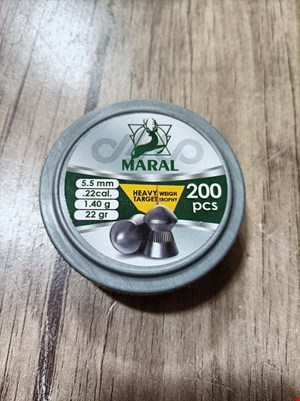 MARAL
5.5 mm
.22cal.
1.40 g
22 gr
HEAVY WEIGH
TARGET TROPHY
200
pcs